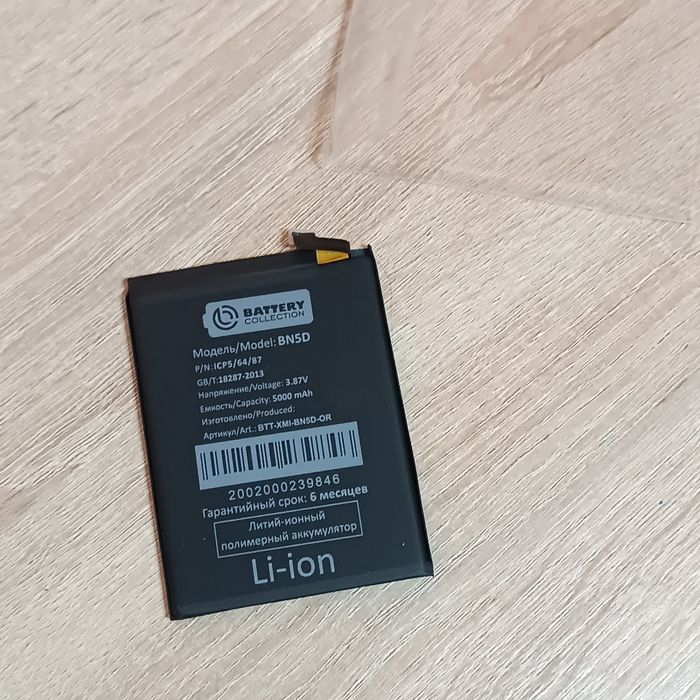 BATTERY
COLLECTION
Модель/Model: BN5D
P/N:ICP5/64/87
GB/T:18287-2013
Напряжение/Voltage: 3.87V
Емкость/Capacity: 5000 mAh
Изготовлено/Produced:
Артикул/Art.: BTT-XMI-BN5D-OR
2002000239846
Гарантийный срок: 6 месяцев
Литий-ионный
полимерный аккумулятор
Li-ion